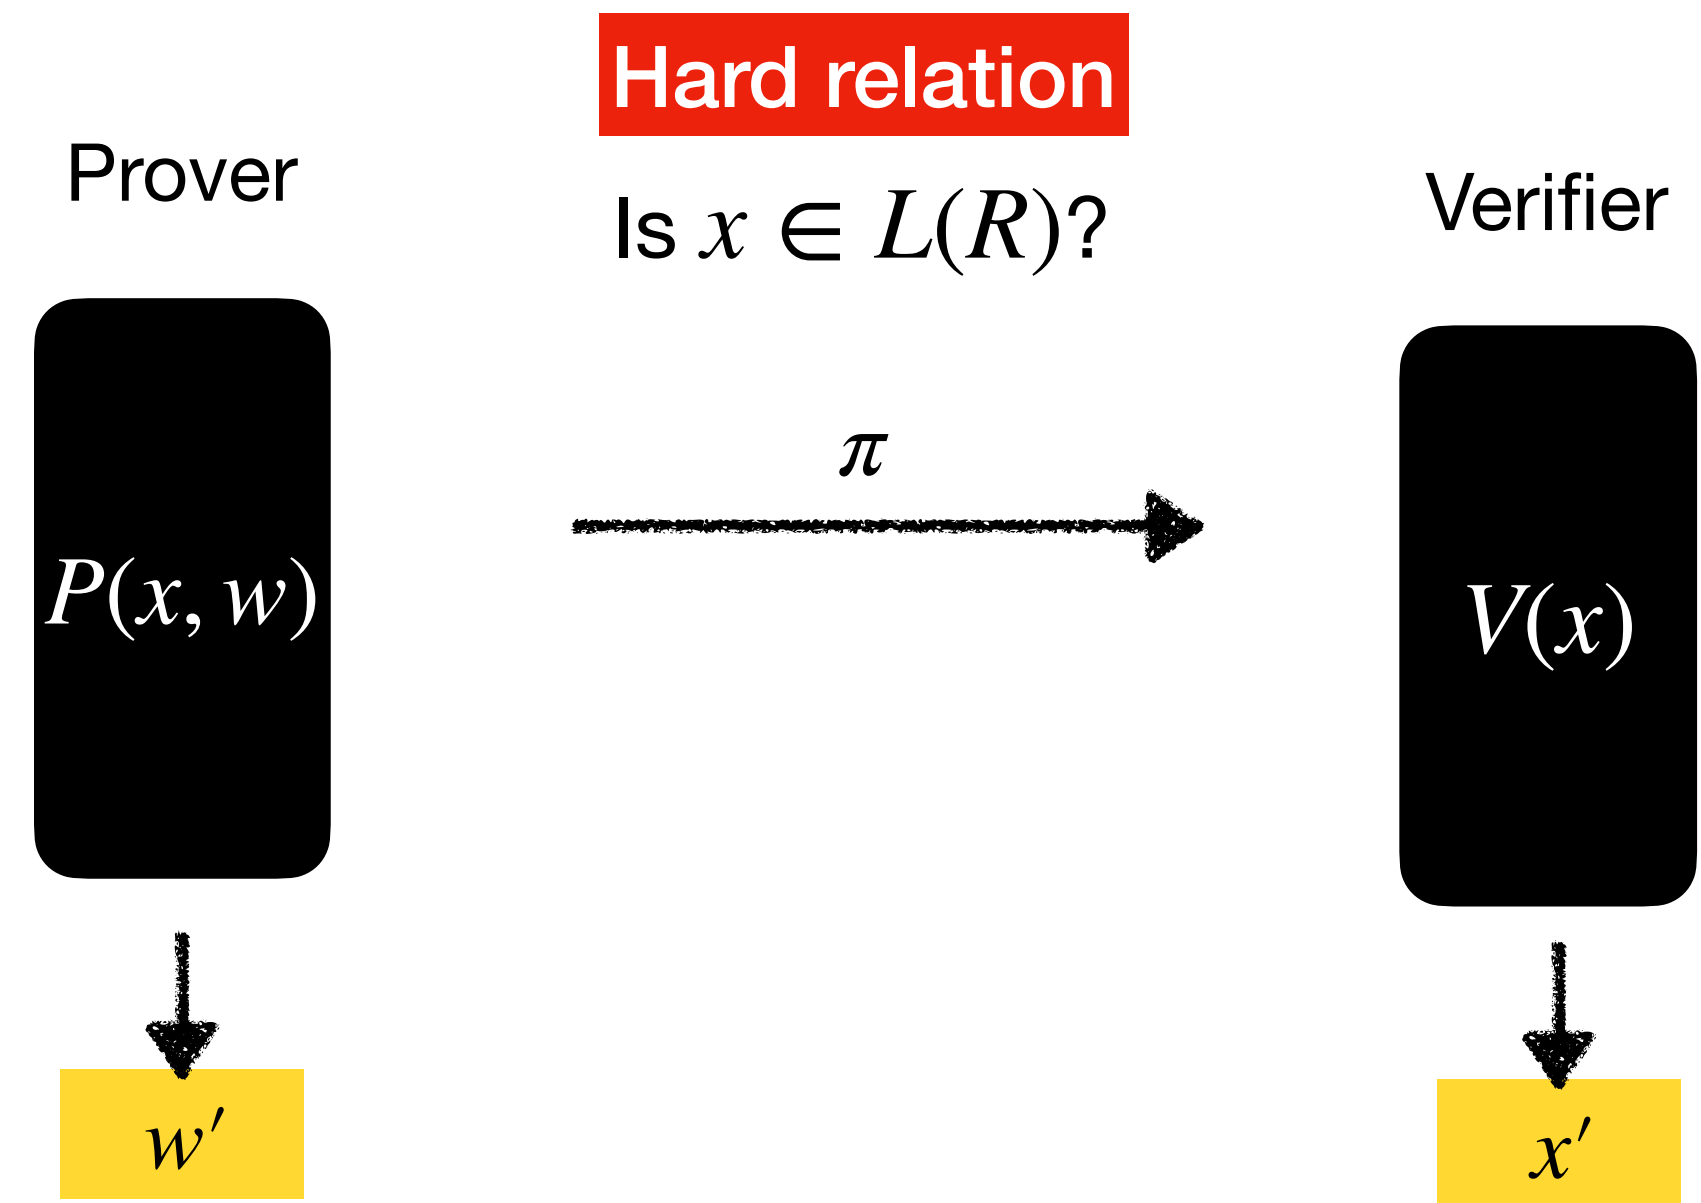 Hard relation
Prover
Is x ∈ L(R)?
Verifier
π
P(x, w)
V(x)
w′
x′